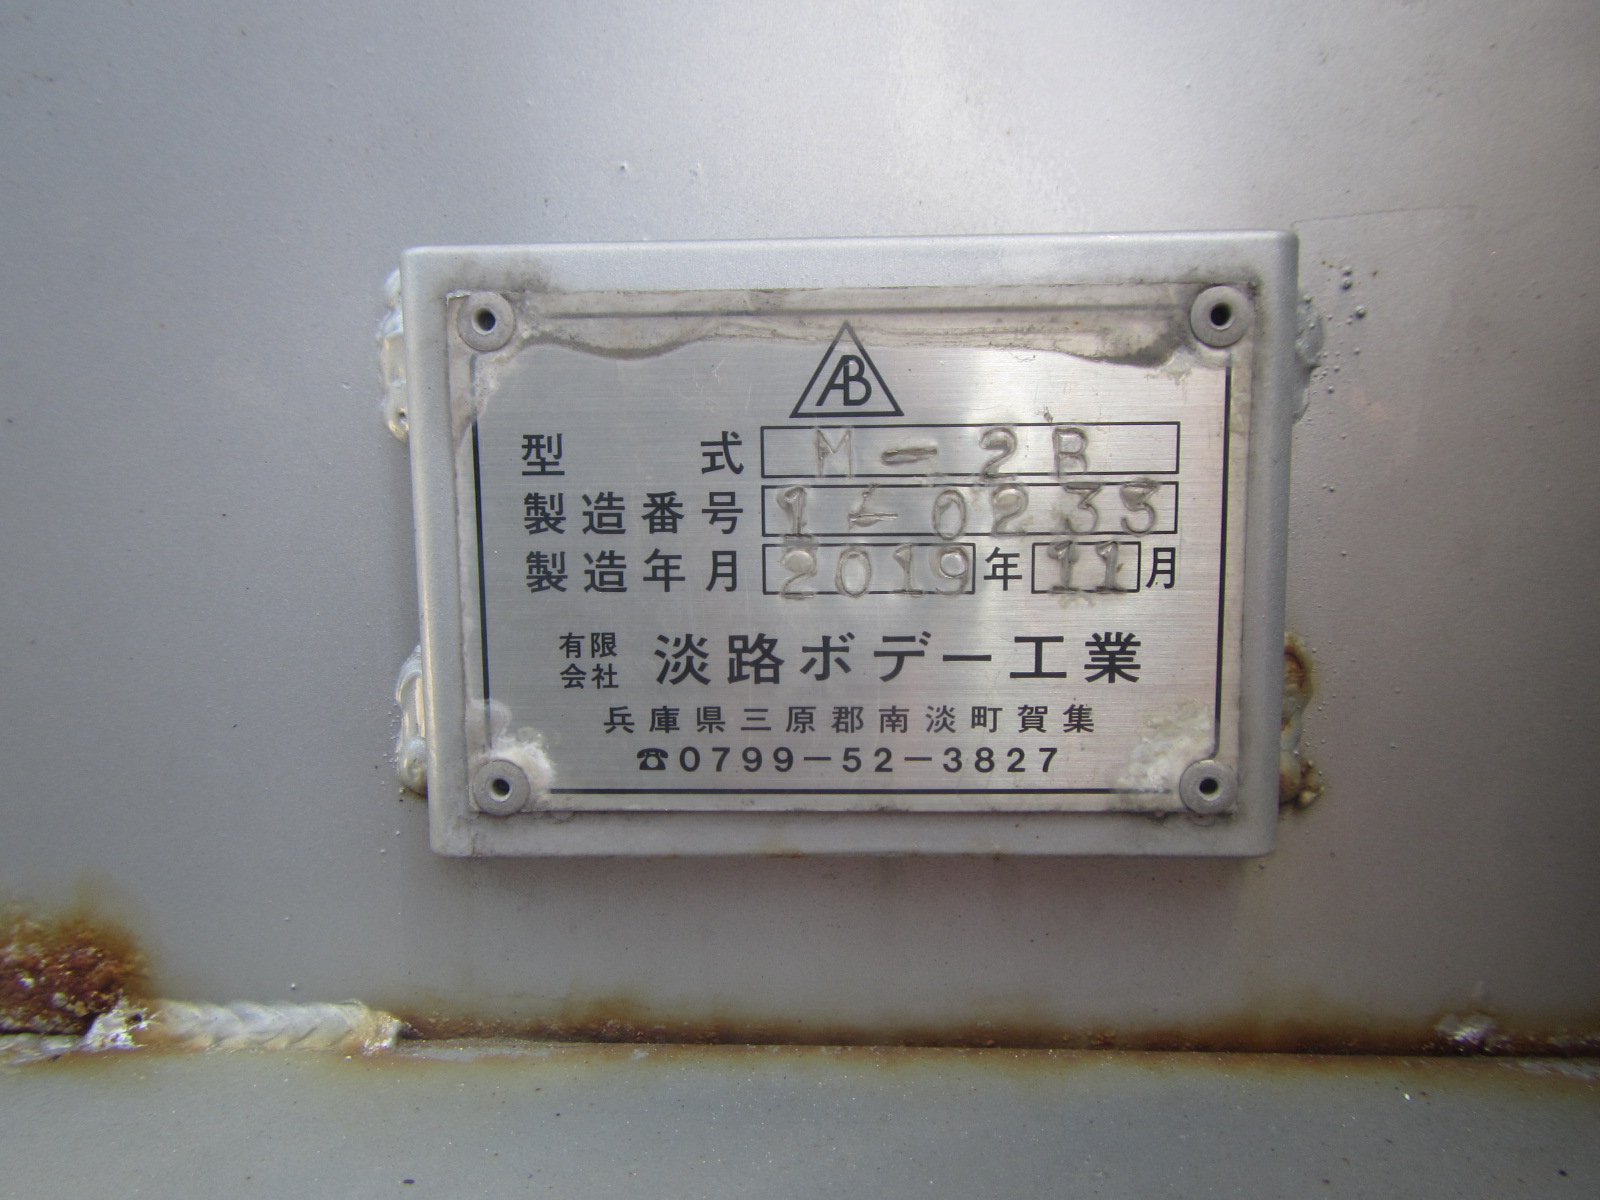 AB
型式 M-2B
製造番号 1-0233
製造年月 2019年11月
有限会社 淡路ボデー工業
兵庫県三原郡南淡町賀集
☎0799-52-3827